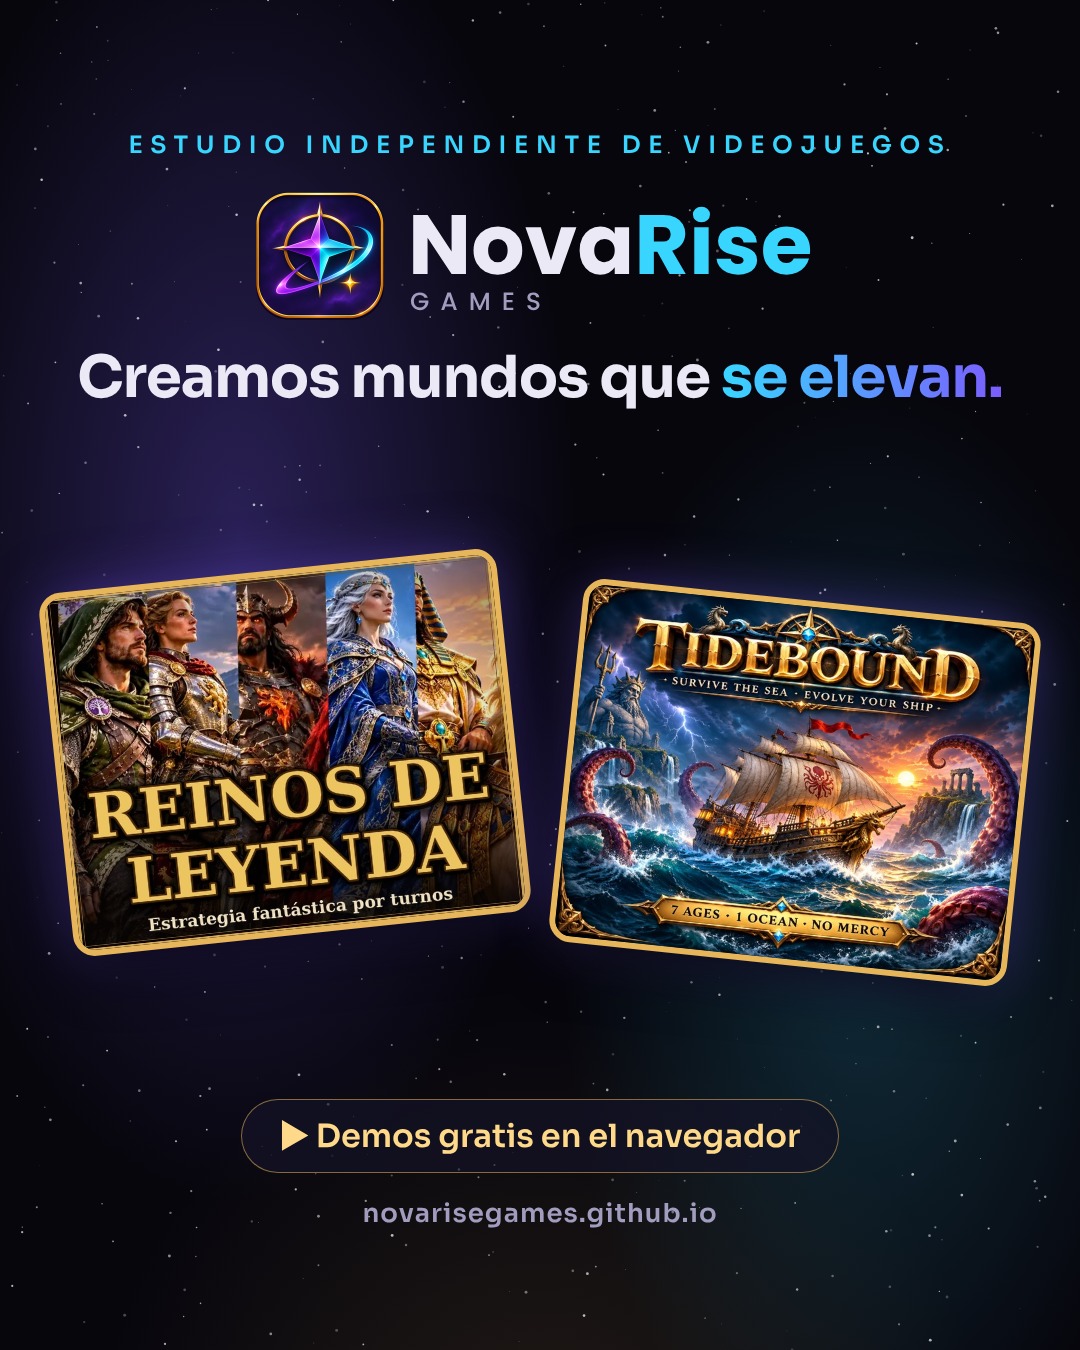 ESTUDIO INDEPENDIENTE DE VIDEOJUEGOS
NovaRise
GAMES
Creamos mundos que se elevan.
REINOS DE
LEYENDA
Estrategia fantástica por turnos
TIDEBOUND
· SURVIVE THE SEA · EVOLVE YOUR SHIP ·
7 AGES · 1 OCEAN · NO MERCY
▶ Demos gratis en el navegador
novarisegames.github.io